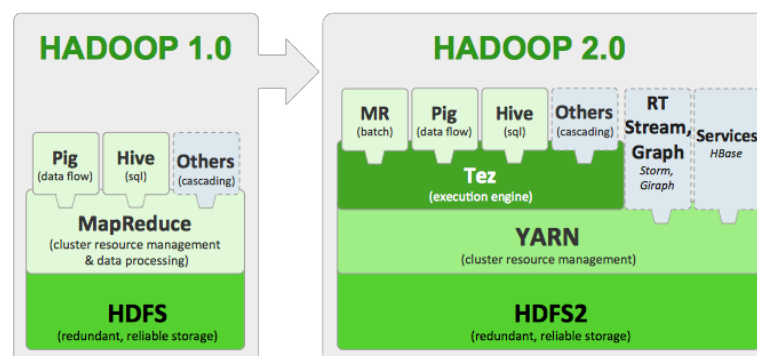 HADOOP 1.0
Pig
(data flow)
Hive
(sql)
Others
(cascading)
MapReduce
(cluster resource management
& data processing)
HDFS
(redundant, reliable storage)
HADOOP 2.0
MR
(batch)
Pig
(data flow)
Hive
(sql)
Others
(cascading)
RT
Stream,
Graph
Storm,
Giraph
Services
HBase
Tez
(execution engine)
YARN
(cluster resource management)
HDFS2
(redundant, reliable storage)